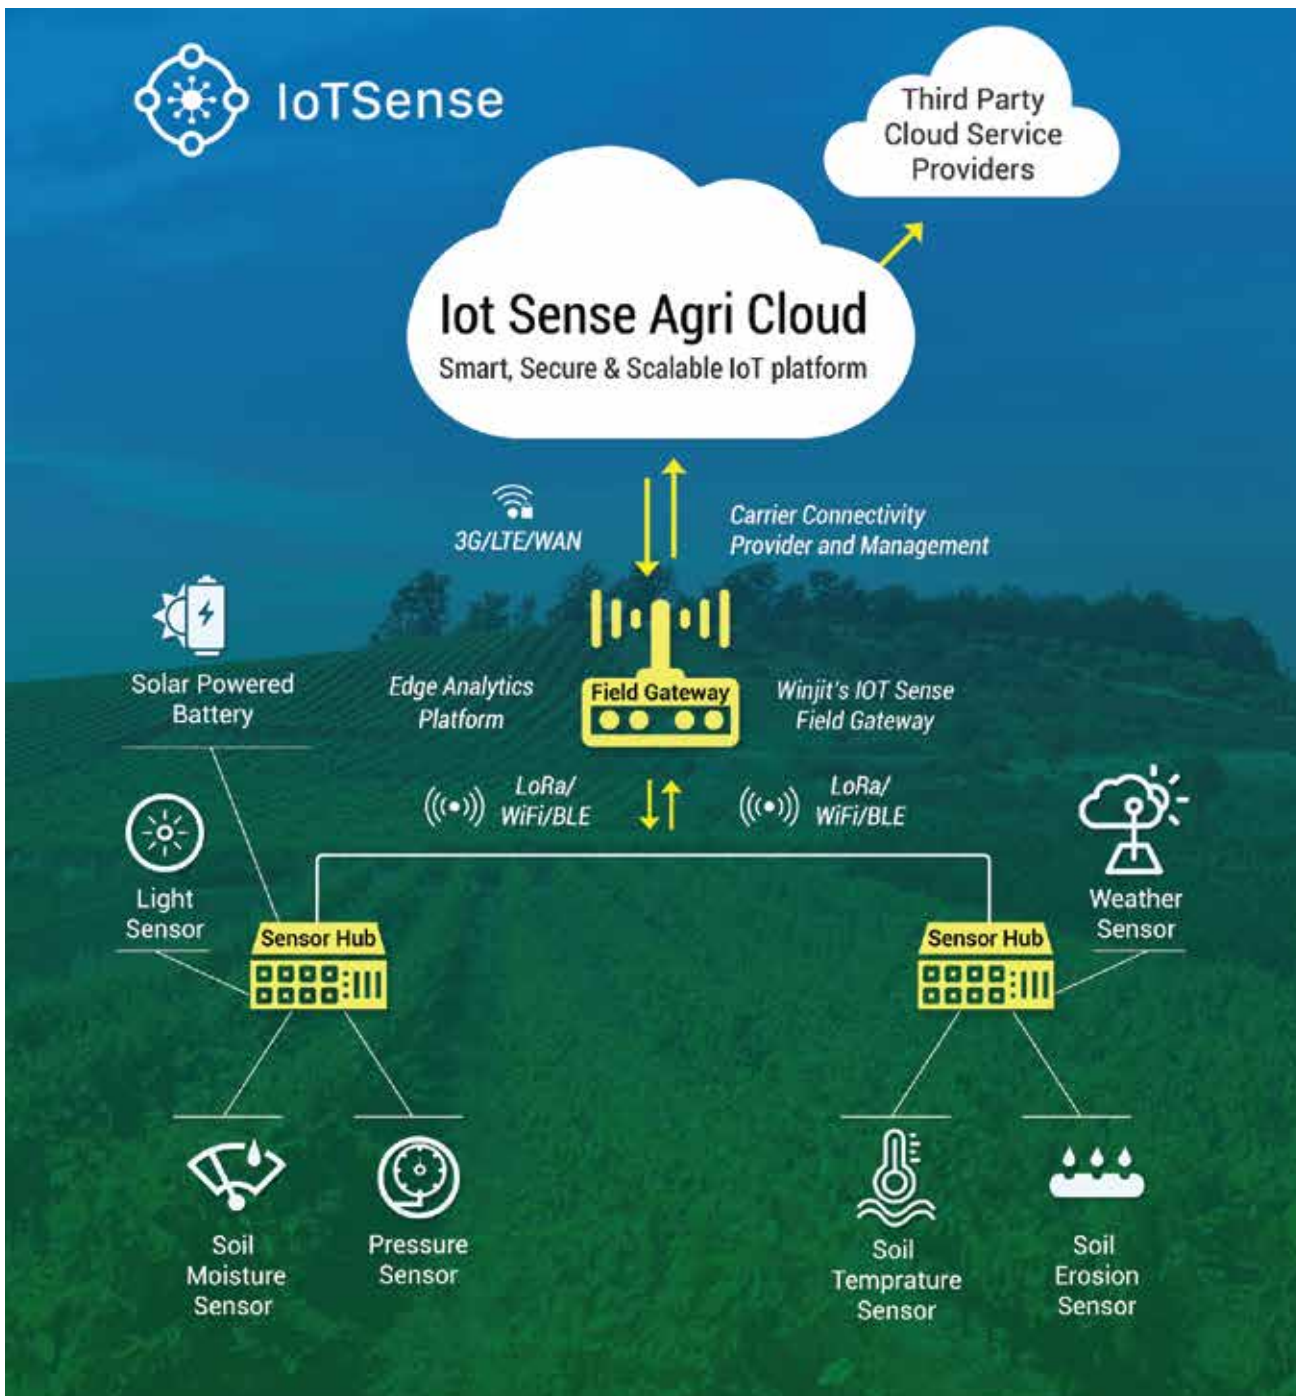 IoTSense
Third Party
Cloud Service
Providers
Iot Sense Agri Cloud
Smart, Secure & Scalable IoT platform
3G/LTE/WAN
Carrier Connectivity
Provider and Management
Solar Powered
Battery
Edge Analytics
Platform
Field Gateway
Winjit's IOT Sense
Field Gateway
LoRa/
WiFi/BLE
LoRa/
WiFi/BLE
Light
Sensor
Sensor Hub
Sensor Hub
Weather
Sensor
Soil
Moisture
Sensor
Pressure
Sensor
Soil
Temprature
Sensor
Soil
Erosion
Sensor